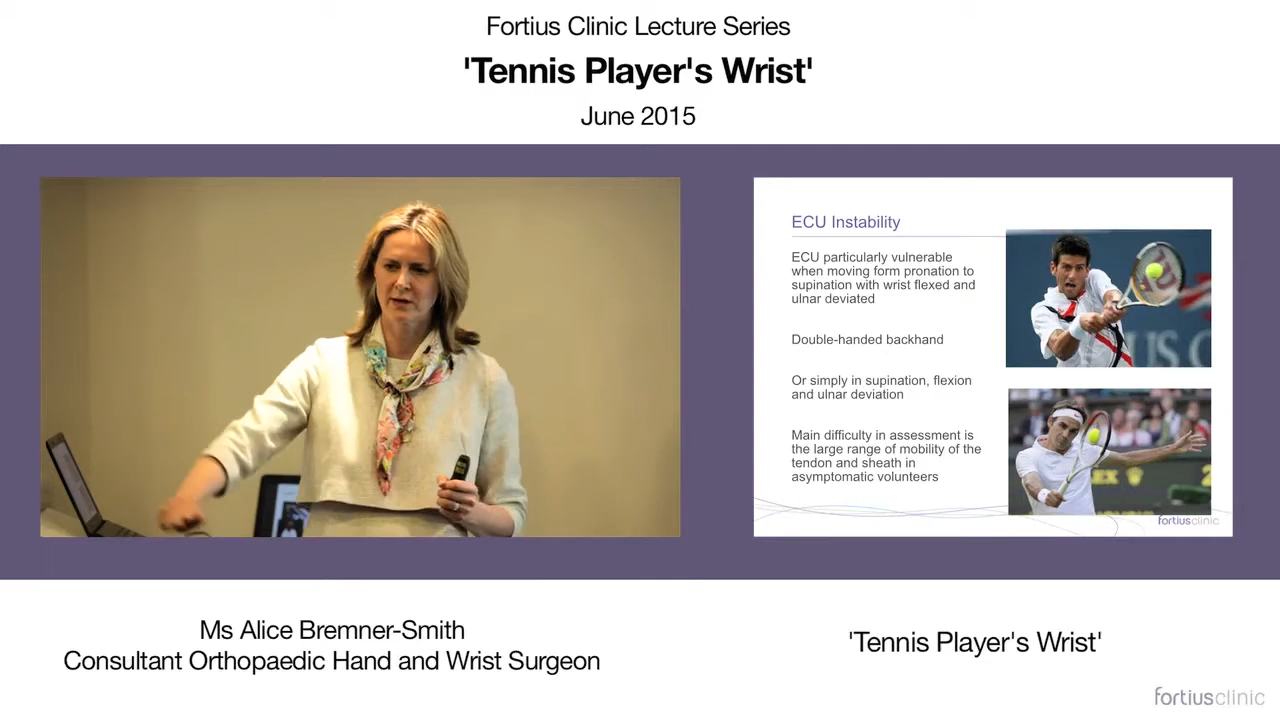 Fortius Clinic Lecture Series
'Tennis Player's Wrist'
June 2015
ECU Instability
ECU particularly vulnerable
when moving form pronation to
supination with wrist flexed and
ulnar deviated
Double-handed backhand
Or simply in supination, flexion
and ulnar deviation
Main difficulty in assessment is
the large range of mobility of the
tendon and sheath in
asymptomatic volunteers
US
EX
fortiusclinic
Ms Alice Bremner-Smith
Consultant Orthopaedic Hand and Wrist Surgeon
'Tennis Player's Wrist'
fortiusclinic